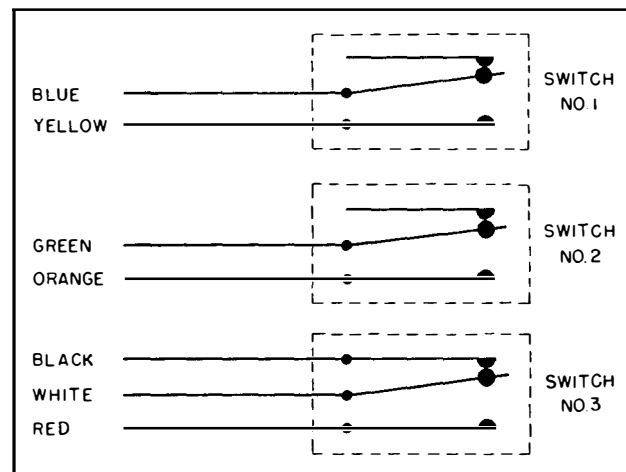 BLUE
YELLOW
SWITCH
NO.1
GREEN
ORANGE
SWITCH
NO.2
BLACK
WHITE
RED
SWITCH
NO.3